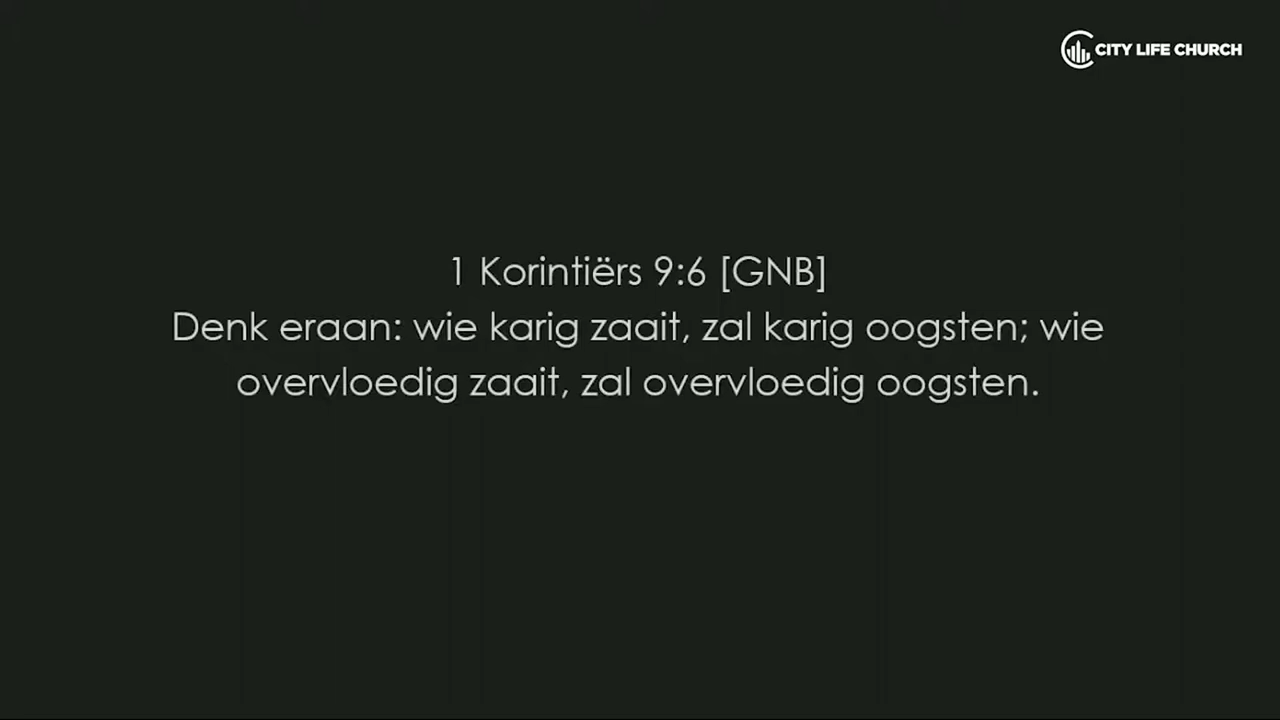 CITY LIFE CHURCH
1 Korintiërs 9:6 [GNB]
Denk eraan: wie karig zaait, zal karig oogsten; wie
overvloedig zaait, zal overvloedig oogsten.